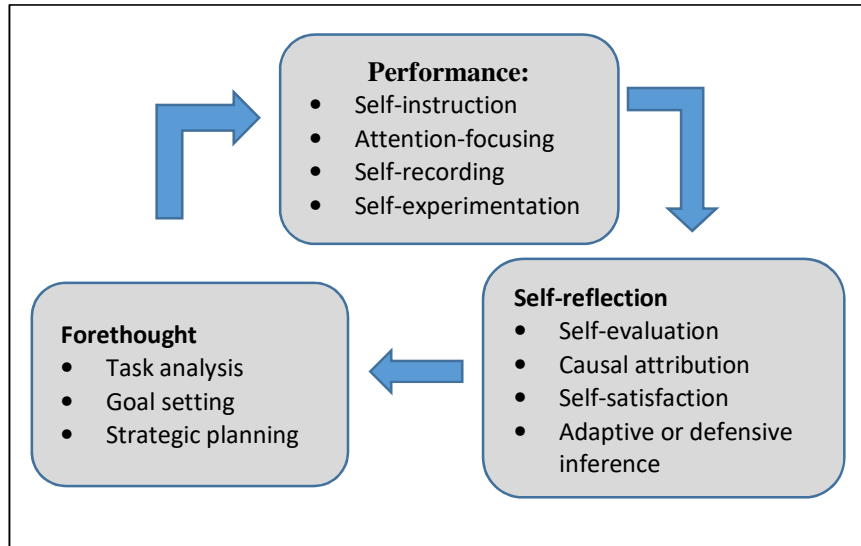 Performance:
• Self-instruction
• Attention-focusing
• Self-recording
• Self-experimentation
Self-reflection
• Self-evaluation
• Causal attribution
• Self-satisfaction
• Adaptive or defensive
inference
Forethought
• Task analysis
• Goal setting
• Strategic planning